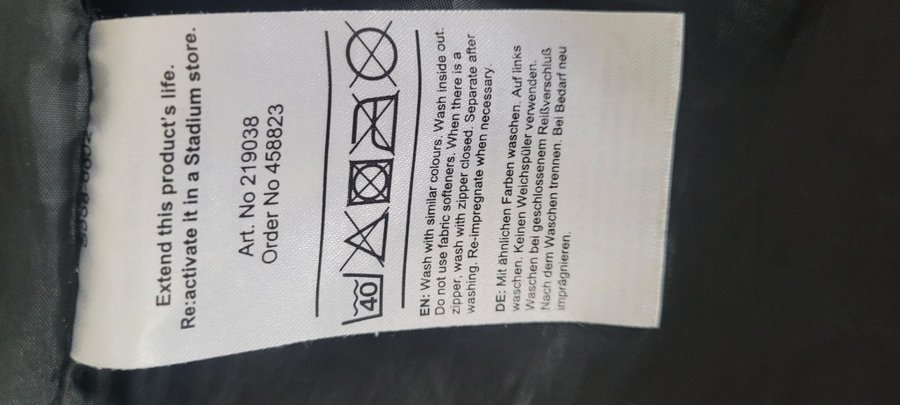 Extend this product's life.
Re:activate it in a Stadium store.
Art. No 219038
Order No 458823
40
EN: Wash with similar colours. Wash inside out.
Do not use fabric softeners. When there is a
zipper, wash with zipper closed. Separate after
washing. Re-impregnate when necessary.
DE: Mit ähnlichen Farben waschen. Auf links
waschen. Keinen Weichspüler verwenden.
Waschen bei geschlossenem Reißverschluß
Nach dem Waschen trennen. Bei Bedarf neu
imprägnieren.